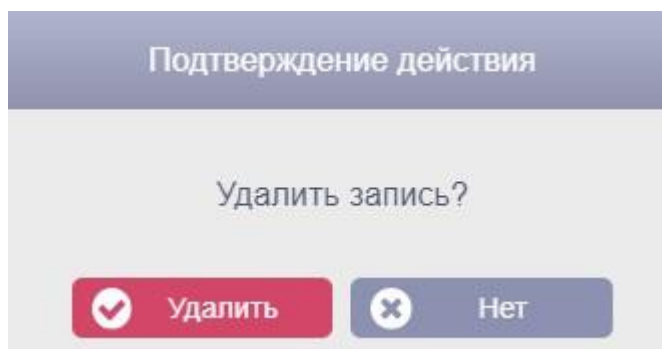 Подтверждение действия
Удалить запись?
Удалить Нет